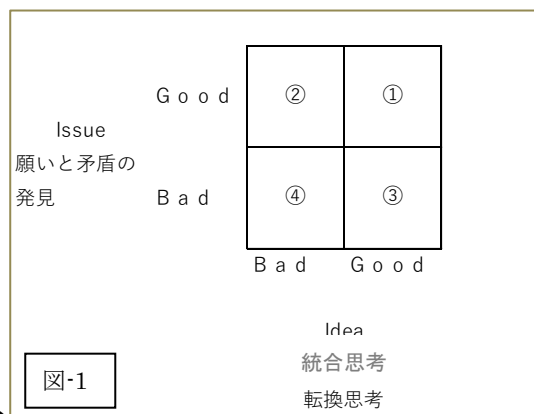 Good ② ①
Issue
願いと矛盾の
発見
Bad ④ ③
Bad Good
Idea
統合思考
転換思考
図-1